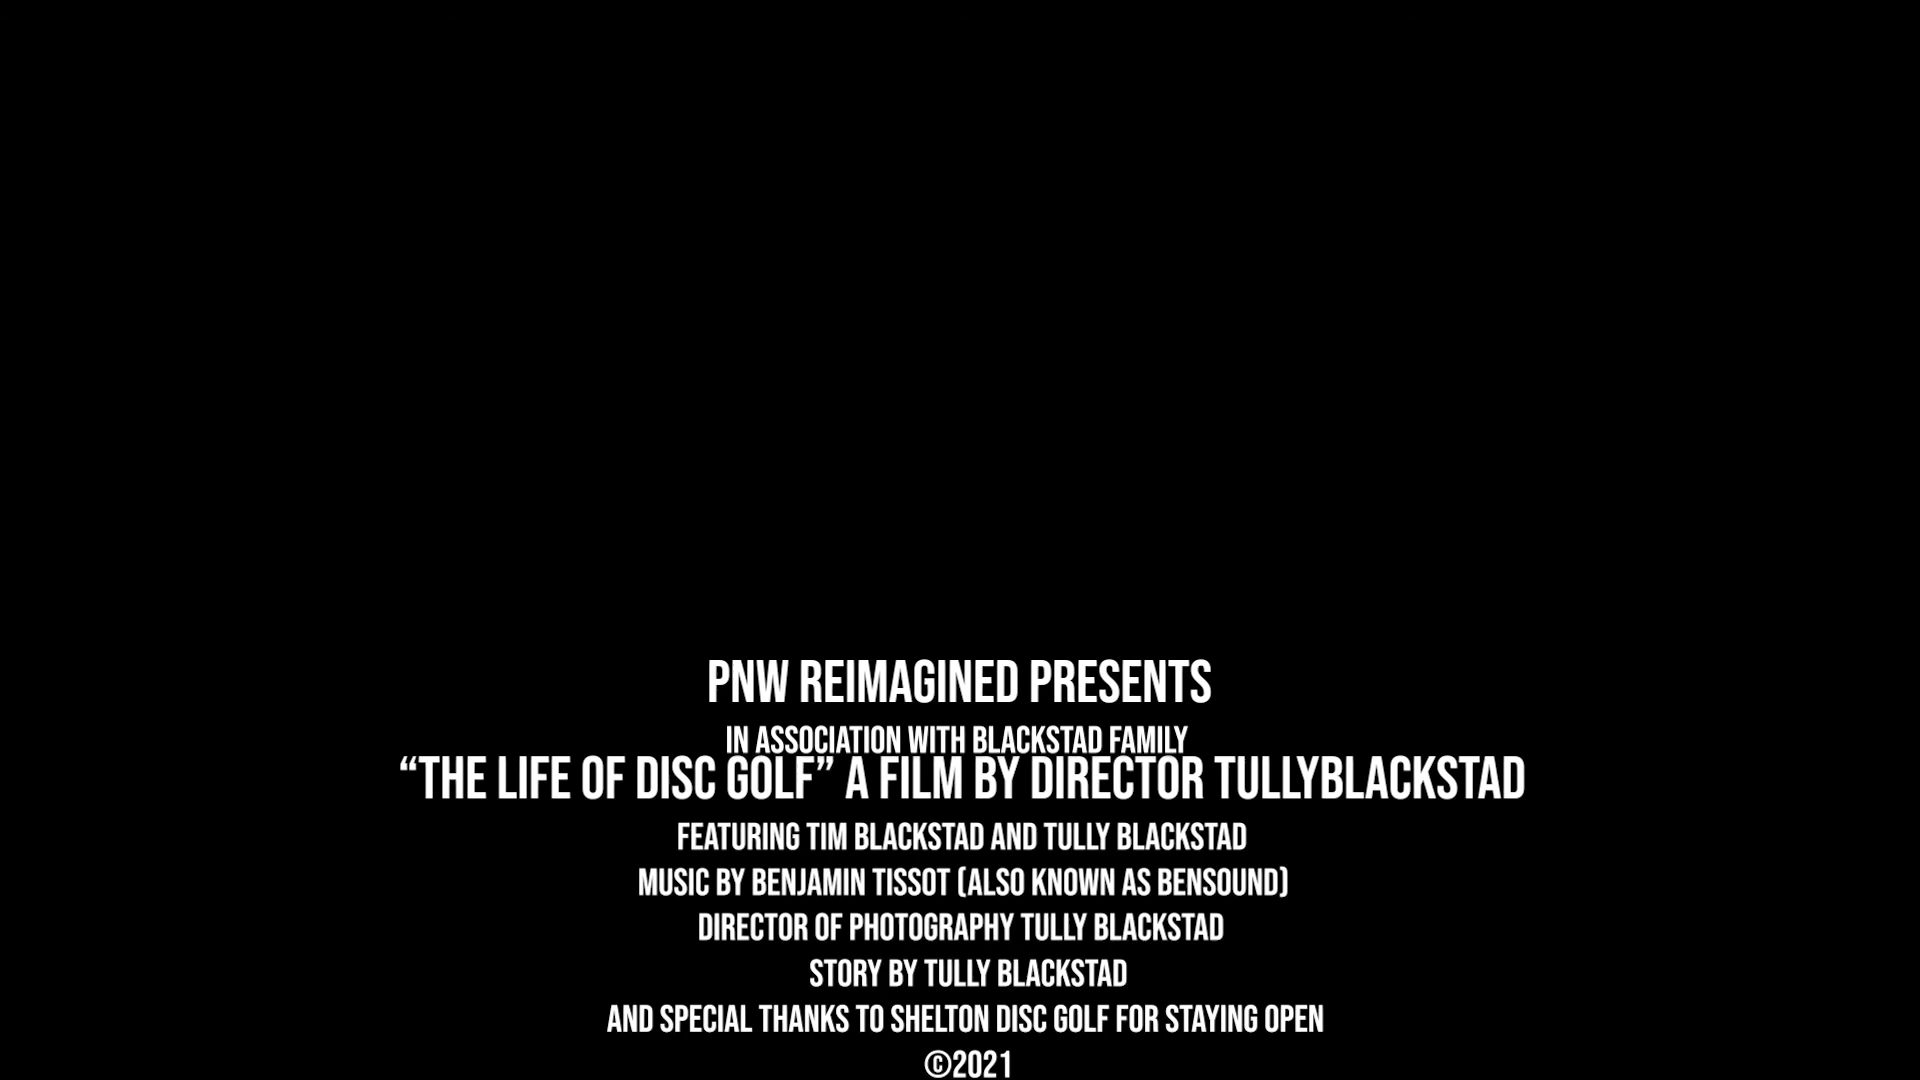 PNW REIMAGINED PRESENTS
IN ASSOCIATION WITH BLACKSTAD FAMILY
“THE LIFE OF DISC GOLF” A FILM BY DIRECTOR TULLYBLACKSTAD
FEATURING TIM BLACKSTAD AND TULLY BLACKSTAD
MUSIC BY BENJAMIN TISSOT (ALSO KNOWN AS BENSOUND)
DIRECTOR OF PHOTOGRAPHY TULLY BLACKSTAD
STORY BY TULLY BLACKSTAD
AND SPECIAL THANKS TO SHELTON DISC GOLF FOR STAYING OPEN
©2021